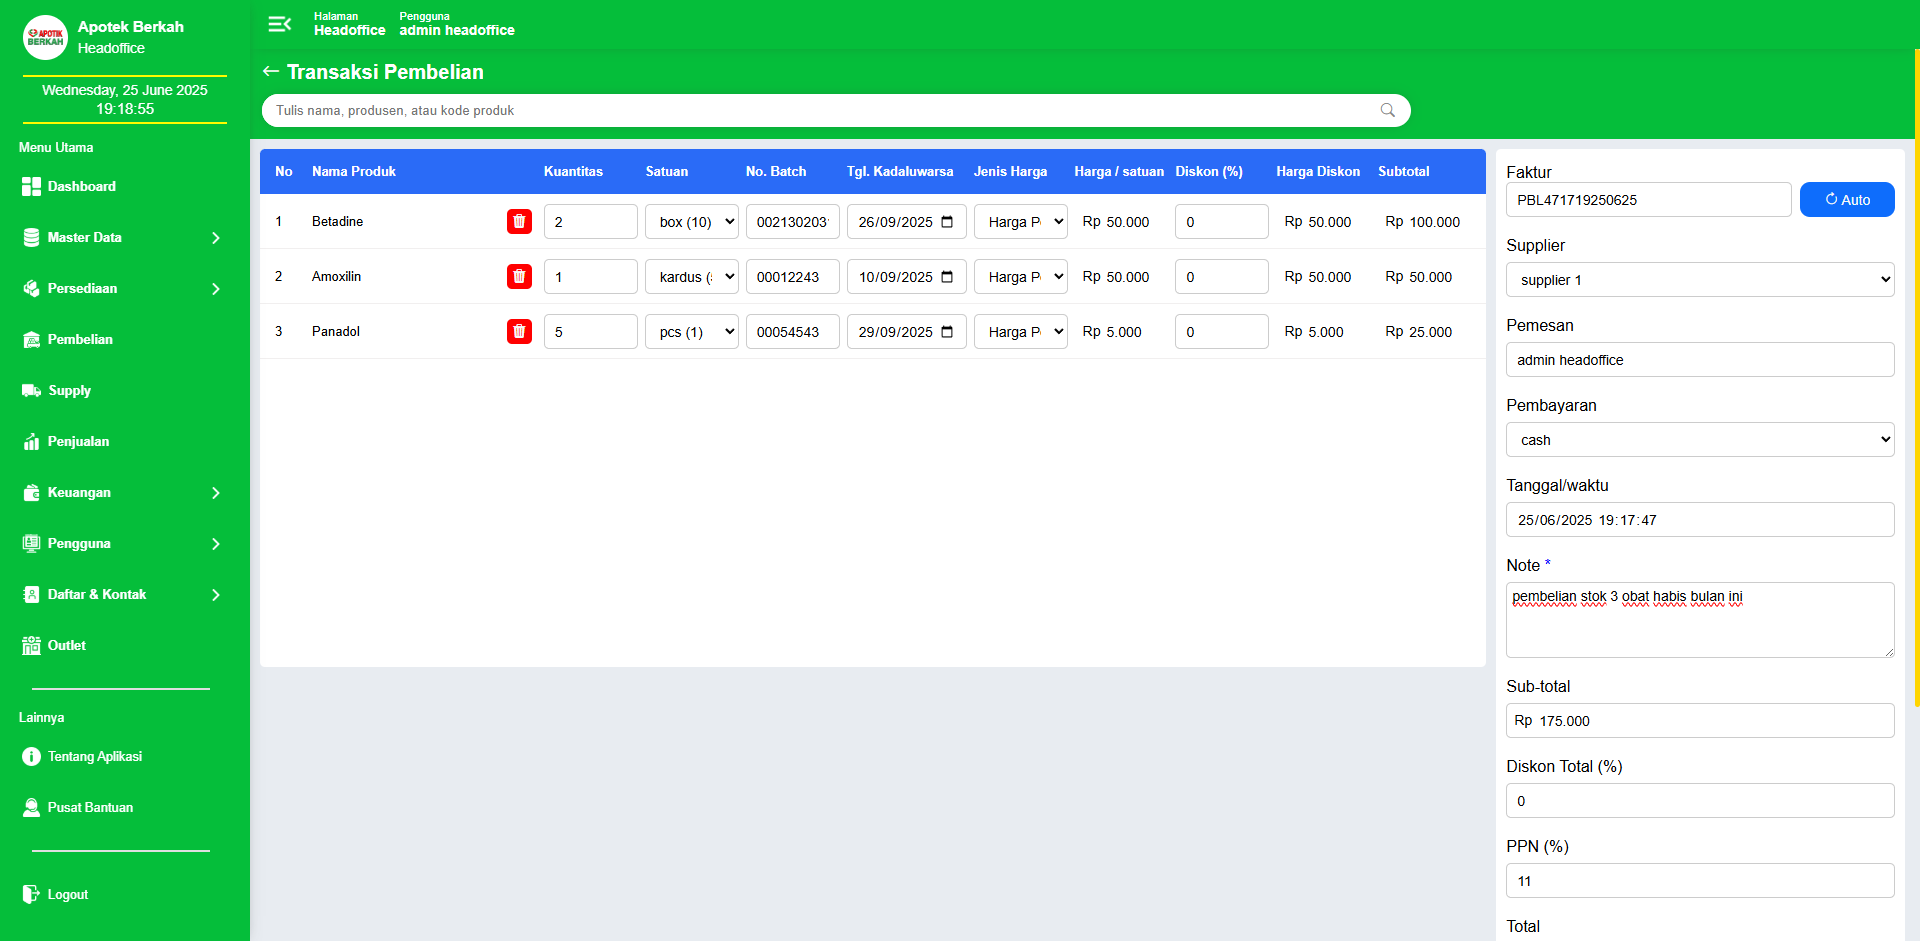 APOTIK
BERKAH
Apotek Berkah
Headoffice
Wednesday, 25 June 2025
19:18:55
Menu Utama
Dashboard
Master Data
Persediaan
Pembelian
Supply
Penjualan
Keuangan
Pengguna
Daftar & Kontak
Outlet
Lainnya
Tentang Aplikasi
Pusat Bantuan
Logout
Halaman Pengguna
Headoffice admin headoffice
Transaksi Pembelian
Tulis nama, produsen, atau kode produk
No Nama Produk Kuantitas Satuan No. Batch Tgl. Kadaluwarsa Jenis Harga Harga / satuan Diskon (%) Harga Diskon Subtotal
1 Betadine 2 box (10) 002130203 26/09/2025 Harga P Rp 50.000 0 Rp 50.000 Rp 100.000
2 Amoxilin 1 kardus ( 00012243 10/09/2025 Harga P Rp 50.000 0 Rp 50.000 Rp 50.000
3 Panadol 5 pcs (1) 00054543 29/09/2025 Harga P Rp 5.000 0 Rp 5.000 Rp 25.000
Faktur
PBL471719250625 Auto
Supplier
supplier 1
Pemesan
admin headoffice
Pembayaran
cash
Tanggal/waktu
25/06/2025 19:17:47
Note *
pembelian stok 3 obat habis bulan ini
Sub-total
Rp 175.000
Diskon Total (%)
0
PPN (%)
11
Total